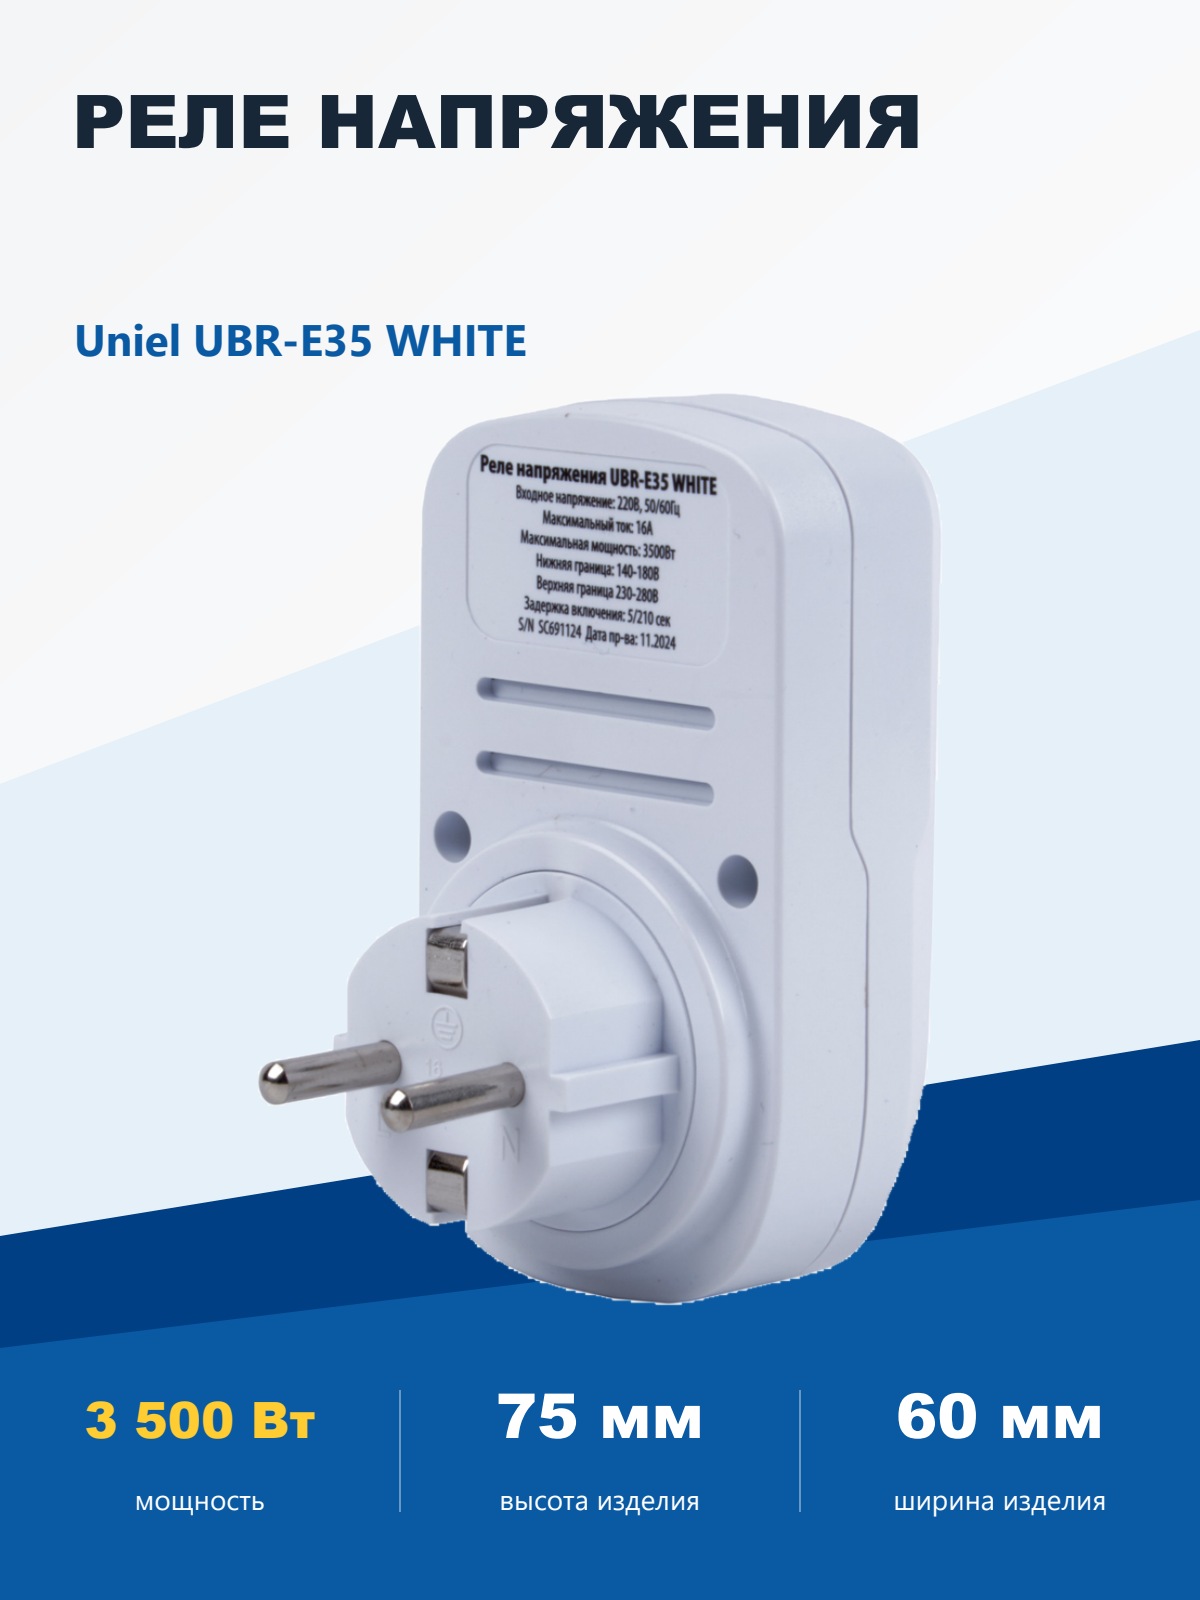 РЕЛЕ НАПРЯЖЕНИЯ
Uniel UBR-E35 WHITE
Реле напряжения UBR-E35 WHITE
Входное напряжение: 220В, 50/60Гц
Максимальный ток: 16А
Максимальная мощность: 3500Вт
Нижняя граница: 140-180В
Верхняя граница 230-280В
Задержка включения: 5/210 сек
S/N SC691124 Дата пр-ва: 11.2024
16
L N
3 500 Вт
мощность
75 мм
высота изделия
60 мм
ширина изделия